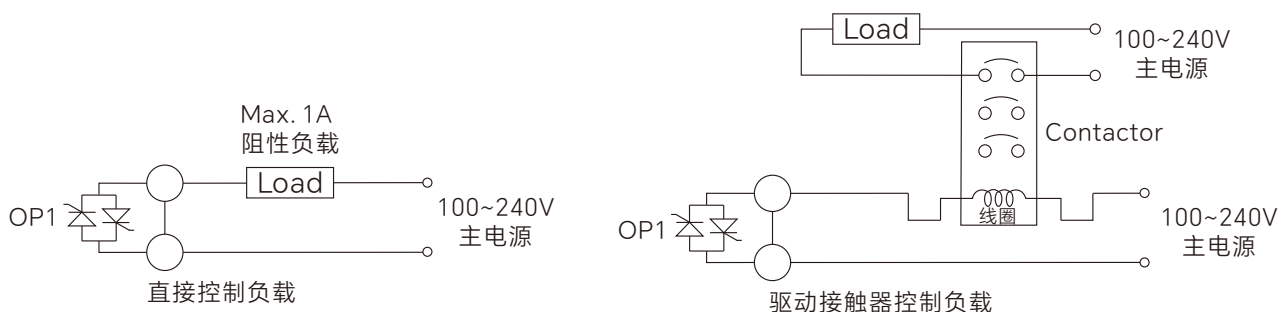 Max. 1A
阻性负载
Load
OP1
100~240V
主电源
直接控制负载
Load
100~240V
主电源
Contactor
线圈
OP1
100~240V
主电源
驱动接触器控制负载